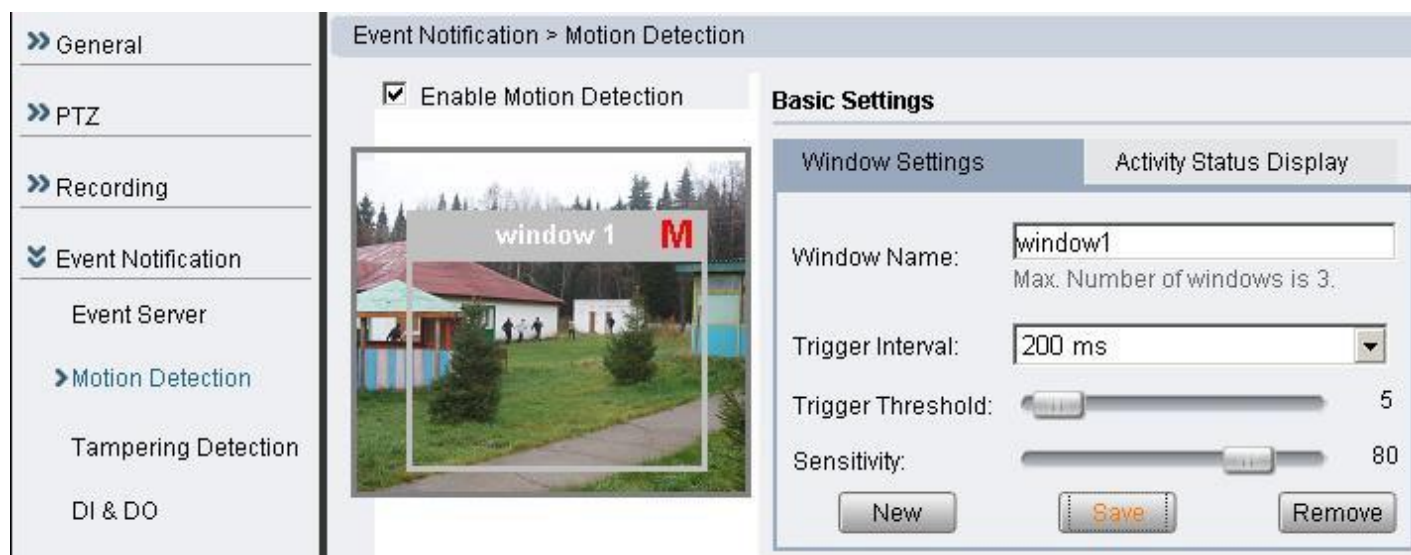 General
PTZ
Recording
Event Notification
Event Server
Motion Detection
Tampering Detection
DI & DO
Event Notification > Motion Detection
Enable Motion Detection
window 1 M
Basic Settings
Window Settings
Activity Status Display
Window Name: window1
Max. Number of windows is 3.
Trigger Interval: 200 ms
Trigger Threshold: 5
Sensitivity: 80
New Save Remove